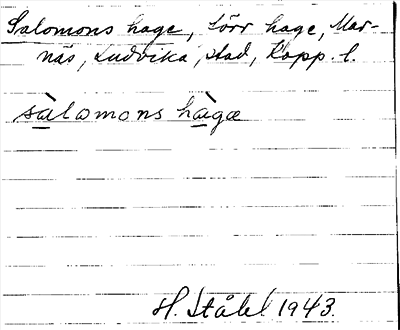 Salomons hage, Sörr hage, Mar-
näs, Ludvika, stad, Kopp. l.
sàlomons hàgæ
H. Ståhl 1943.